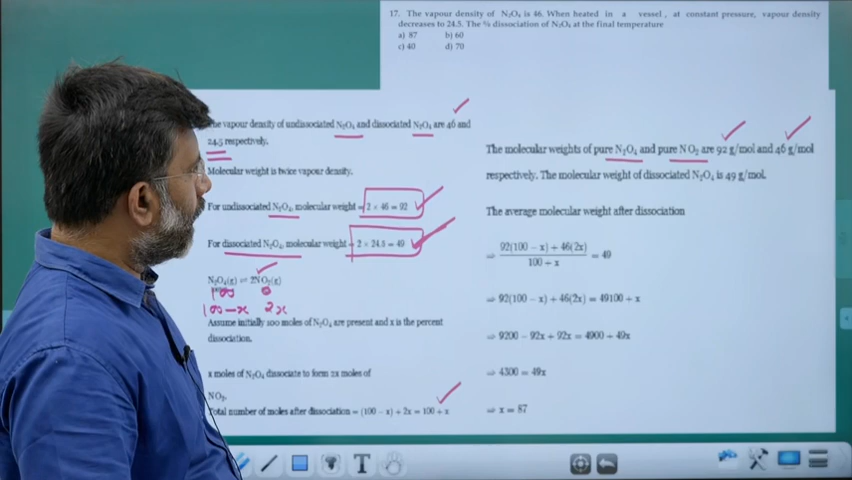 17. The vapour density of N₂O₄ is 46. When heated in a vessel, at constant pressure, vapour density
decreases to 24.5. The % dissociation of N₂O₄ at the final temperature
a) 87 b) 60
c) 40 d) 70
The vapour density of undissociated N₂O₄ and dissociated N₂O₄ are 46 and
24.5 respectively.
Molecular weight is twice vapour density.
For undissociated N₂O₄, molecular weight = 2 × 46 = 92
For dissociated N₂O₄, molecular weight = 2 × 24.5 = 49
N₂O₄(g) ⇌ 2NO₂(g)
100 0
100-x 2x
Assume initially 100 moles of N₂O₄ are present and x is the percent
dissociation.
x moles of N₂O₄ dissociate to form 2x moles of
NO₂.
Total number of moles after dissociation = (100 − x) + 2x = 100 + x
The molecular weights of pure N₂O₄ and pure NO₂ are 92 g/mol and 46 g/mol
respectively. The molecular weight of dissociated N₂O₄ is 49 g/mol.
The average molecular weight after dissociation
⇒ 92(100 − x) + 46(2x)
100 + x
= 49
⇒ 92(100 − x) + 46(2x) = 49100 + x
⇒ 9200 − 92x + 92x = 4900 + 49x
⇒ 4300 = 49x
⇒ x = 87
T